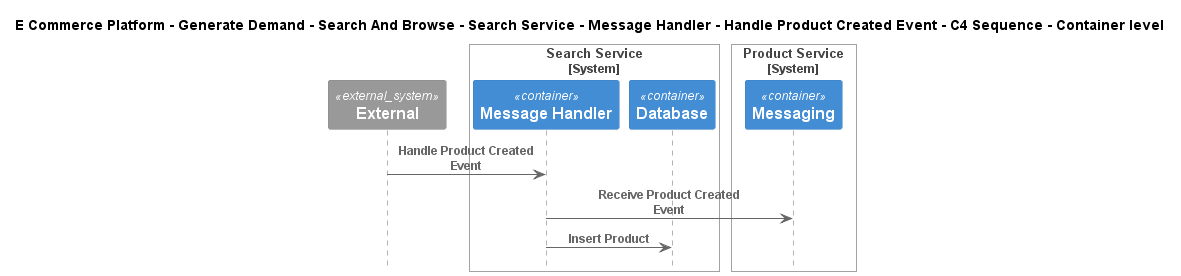 E Commerce Platform - Generate Demand - Search And Browse - Search Service - Message Handler - Handle Product Created Event - C4 Sequence - Container level
Search Service
[System]
Product Service
[System]
«external_system»
External
«container»
Message Handler
«container»
Database
«container»
Messaging
Handle Product Created
Event
Receive Product Created
Event
Insert Product